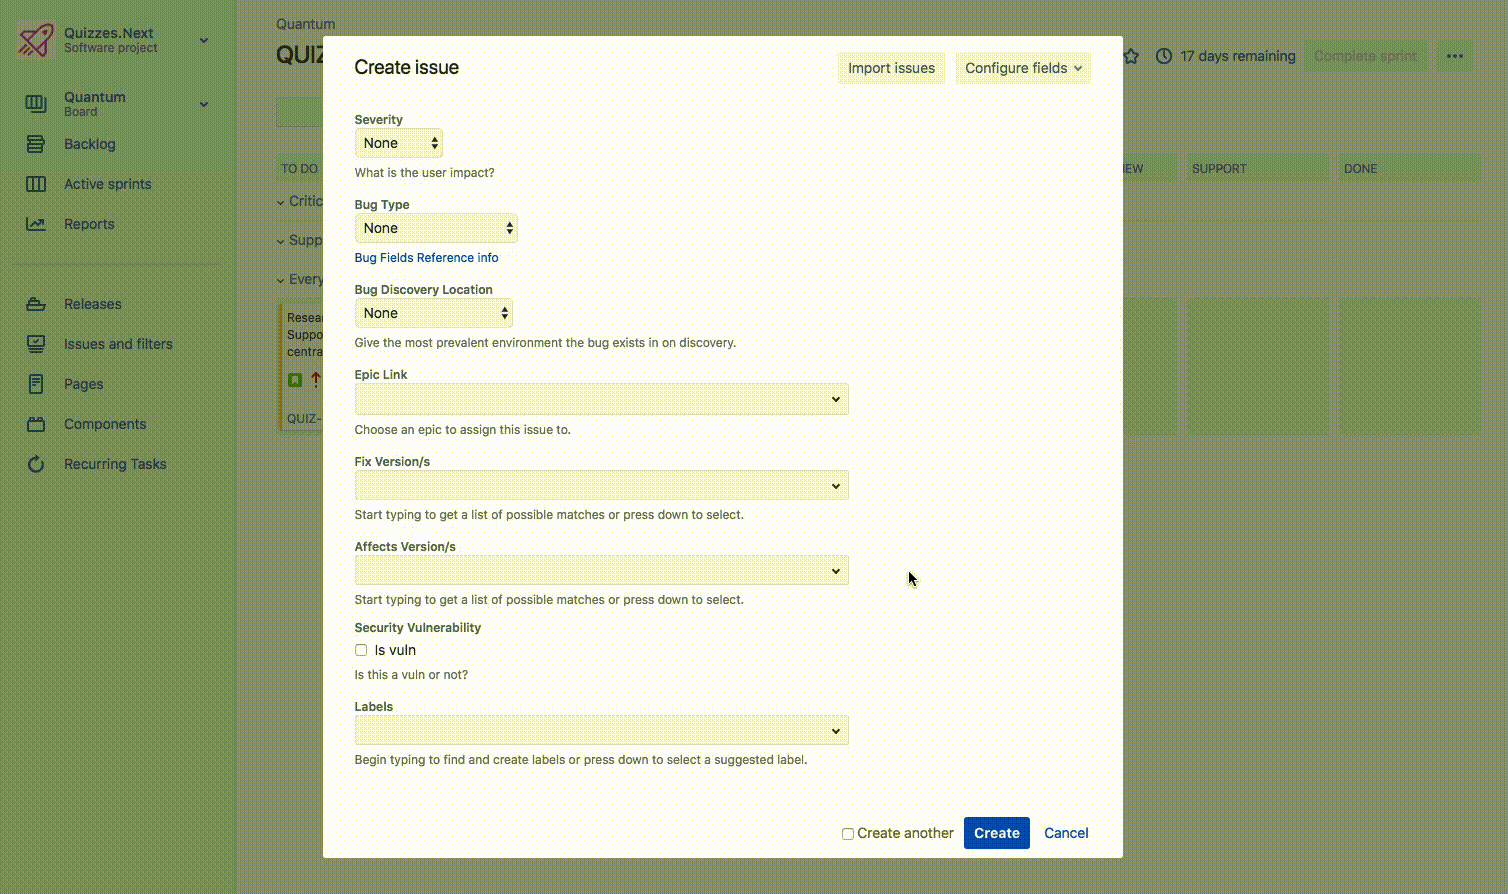 Quizzes.Next
Software project
Quantum
Board
Backlog
Active sprints
Reports
Releases
Issues and filters
Pages
Components
Recurring Tasks
Quantum
QUIZ
17 days remaining
Complete sprint
TO DO
EW
SUPPORT
DONE
Critic
Supp
Every
Resear
Suppo
centra
QUIZ-
Create issue
Import issues
Configure fields
Severity
None
What is the user impact?
Bug Type
None
Bug Fields Reference info
Bug Discovery Location
None
Give the most prevalent environment the bug exists in on discovery.
Epic Link
Choose an epic to assign this issue to.
Fix Version/s
Start typing to get a list of possible matches or press down to select.
Affects Version/s
Start typing to get a list of possible matches or press down to select.
Security Vulnerability
Is vuln
Is this a vuln or not?
Labels
Begin typing to find and create labels or press down to select a suggested label.
Create another
Create
Cancel